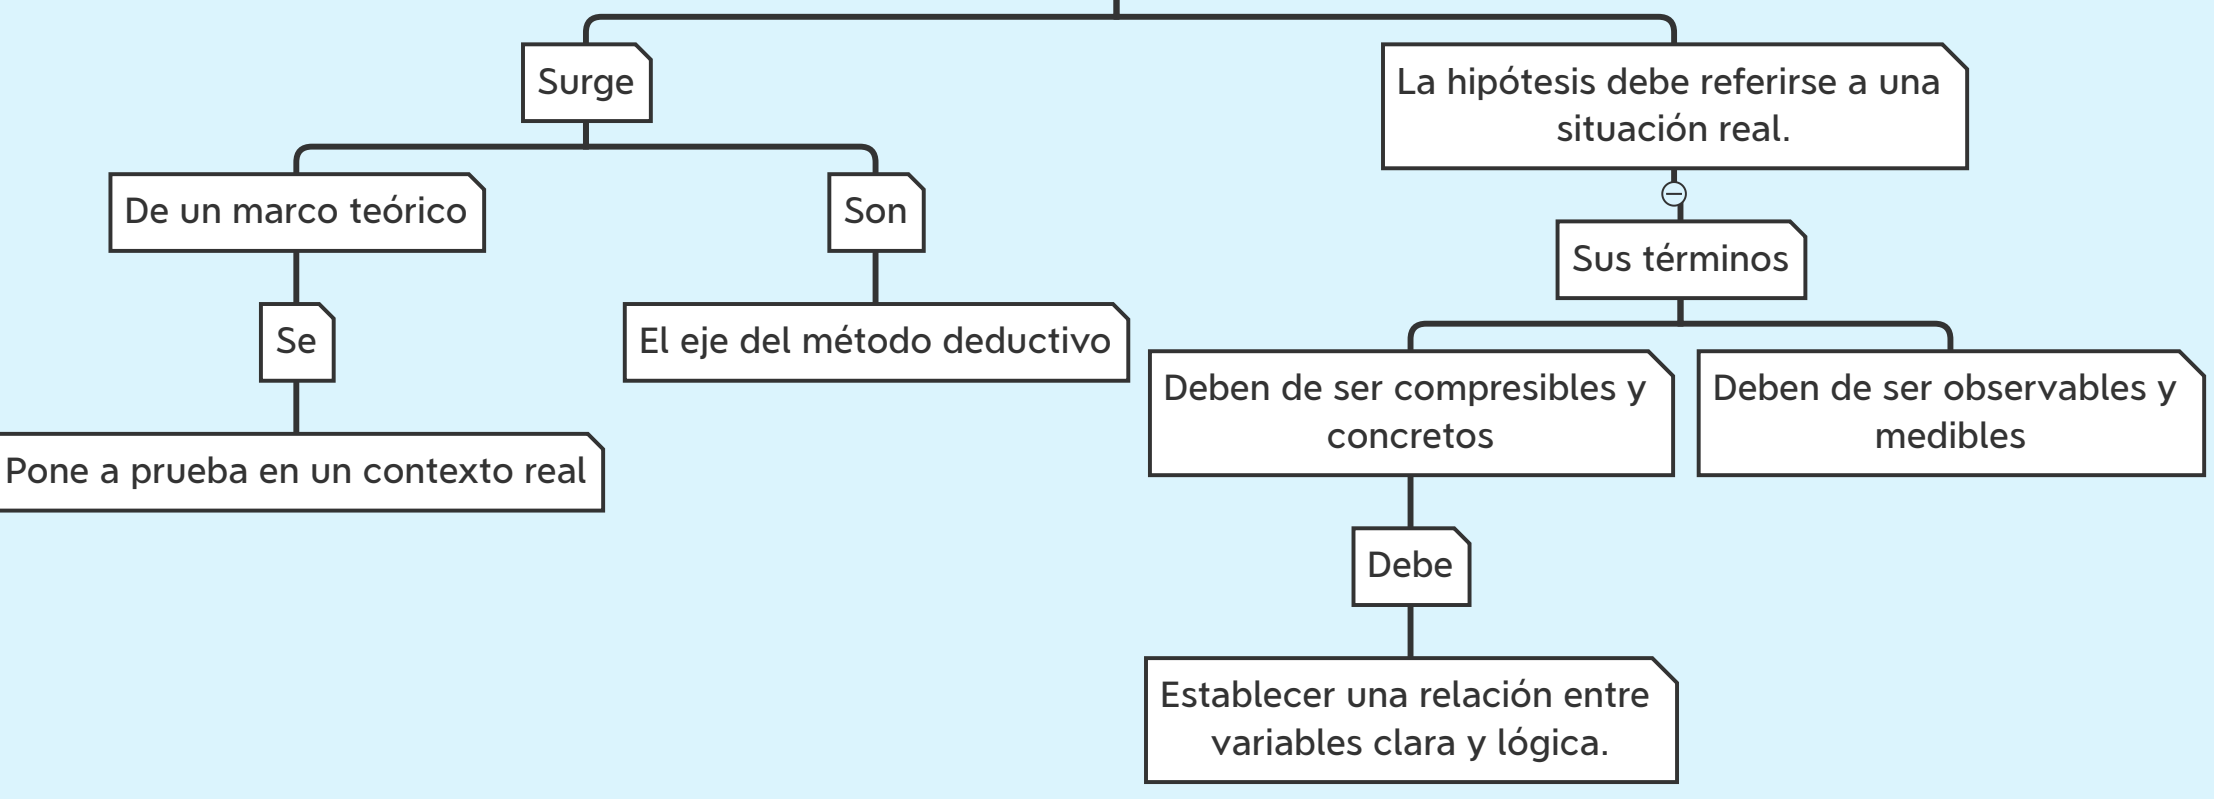 Surge
La hipótesis debe referirse a una
situación real.
De un marco teórico
Son
Sus términos
Se
El eje del método deductivo
Deben de ser compresibles y
concretos
Deben de ser observables y
medibles
Pone a prueba en un contexto real
Debe
Establecer una relación entre
variables clara y lógica.